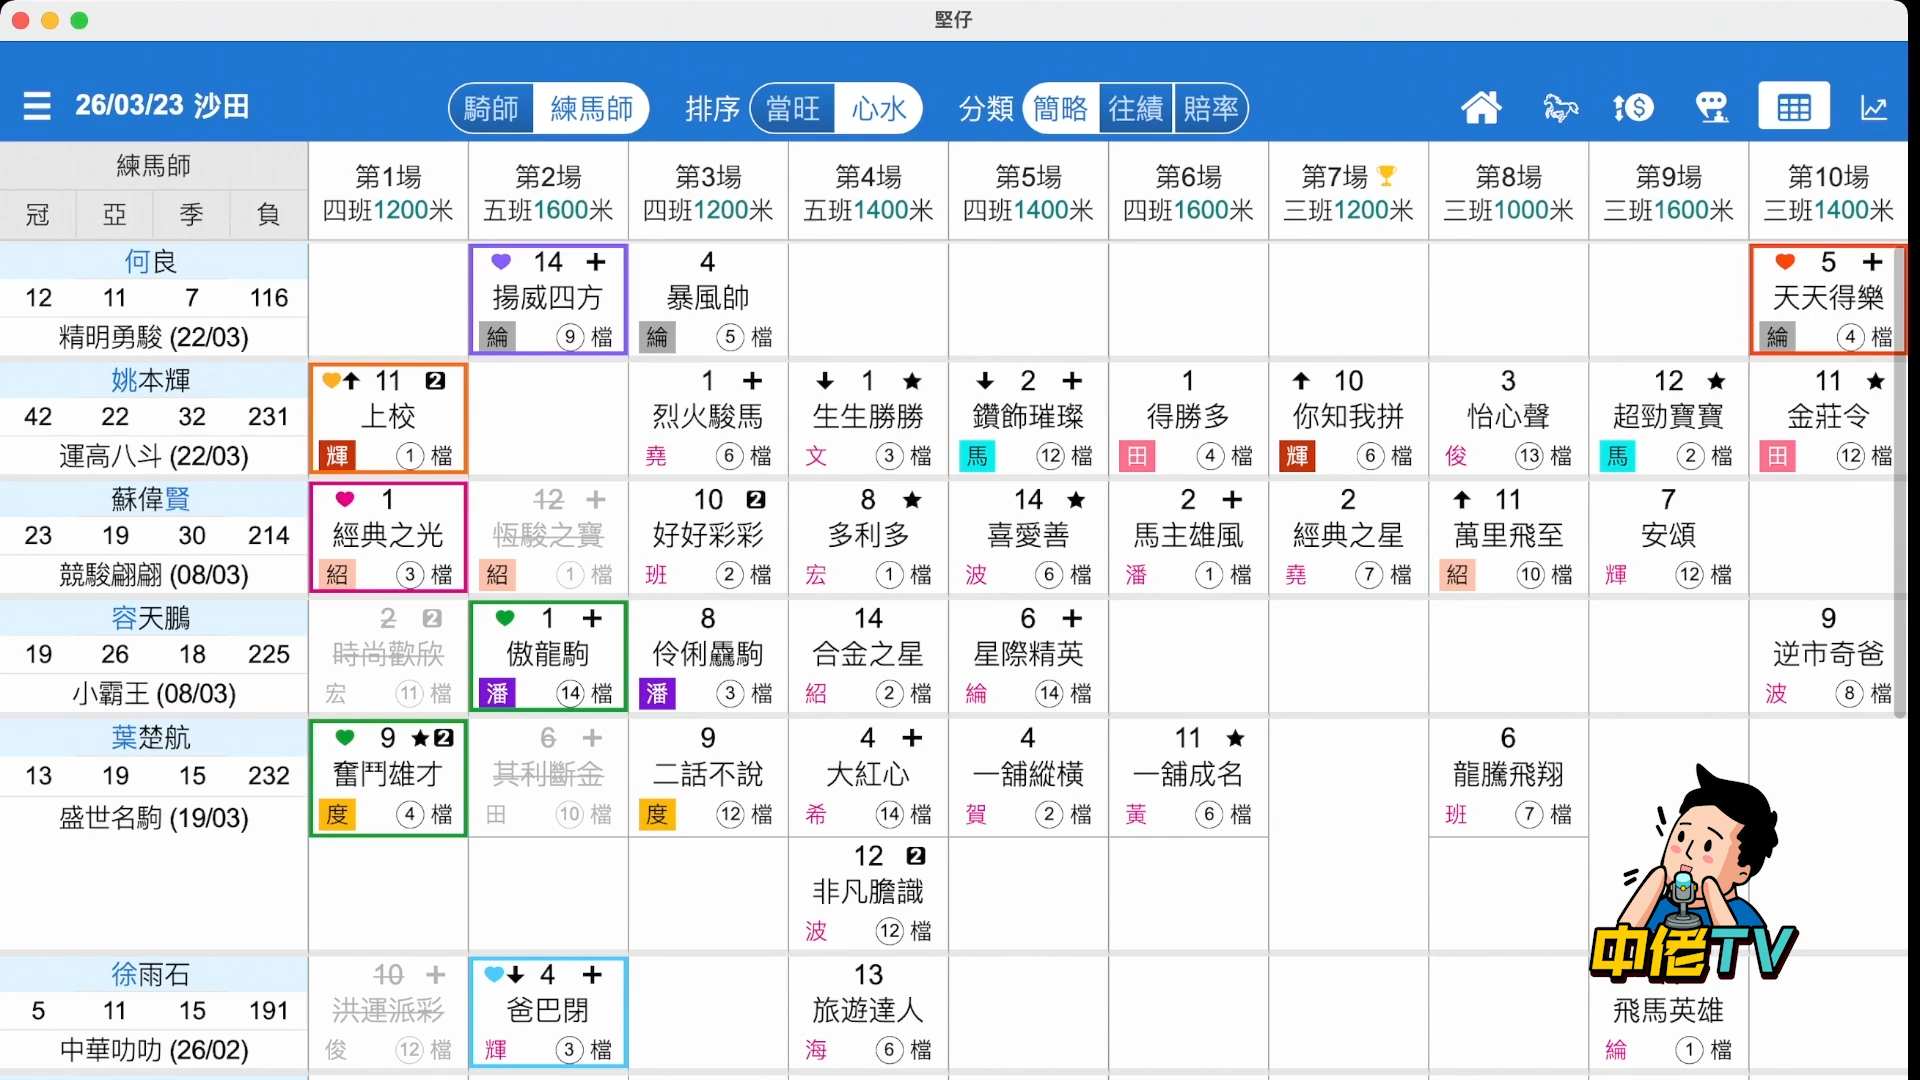 堅仔
26/03/23 沙田 騎師 練馬師 排序 當旺 心水 分類 簡略 往績 賠率
練馬師
冠 亞 季 負
第1場 第2場 第3場 第4場 第5場 第6場 第7場 第8場 第9場 第10場
四班1200米 五班1600米 四班1200米 五班1400米 四班1400米 四班1600米 三班1200米 三班1000米 三班1600米 三班1400米
何良
12 11 7 116
精明勇駿 (22/03)
14 + 4 5 +
揚威四方 暴風帥 天天得樂
綸 9 檔 綸 5 檔 綸 4 檔
姚本輝
42 22 32 231
運高八斗 (22/03)
↑ 11 2 1 + ↓ 1 ★ ↓ 2 + 1 ↑ 10 3 12 ★ 11 ★
上校 烈火駿馬 生生勝勝 鑽飾璀璨 得勝多 你知我拼 怡心聲 超勁寶寶 金莊令
輝 1 檔 堯 6 檔 文 3 檔 馬 12 檔 田 4 檔 輝 6 檔 俊 13 檔 馬 2 檔 田 12 檔
蘇偉賢
23 19 30 214
競駿翩翩 (08/03)
1 12 + 10 2 8 ★ 14 ★ 2 + 2 ↑ 11 7
經典之光 恆駿之寶 好好彩彩 多利多 喜愛善 馬主雄風 經典之星 萬里飛至 安頌
紹 3 檔 紹 1 檔 班 2 檔 宏 1 檔 波 6 檔 潘 1 檔 堯 7 檔 紹 10 檔 輝 12 檔
容天鵬
19 26 18 225
小霸王 (08/03)
2 2 1 + 8 14 6 + 9
時尚歡欣 傲龍駒 伶俐驫駒 合金之星 星際精英 逆市奇爸
宏 11 檔 潘 14 檔 潘 3 檔 紹 2 檔 綸 14 檔 波 8 檔
葉楚航
13 19 15 232
盛世名駒 (19/03)
9 ★ 2 6 + 9 4 + 4 11 ★ 6
奮鬥雄才 其利斷金 二話不說 大紅心 一舖縱橫 一舖成名 龍騰飛翔
度 4 檔 田 10 檔 度 12 檔 希 14 檔 賀 2 檔 黃 6 檔 班 7 檔
12 2
非凡膽識
波 12 檔
中佬TV
徐雨石
5 11 15 191
中華叻叻 (26/02)
10 + ↓ 4 + 13
洪運派彩 爸巴閉 旅遊達人 飛馬英雄
俊 12 檔 輝 3 檔 海 6 檔 綸 1 檔